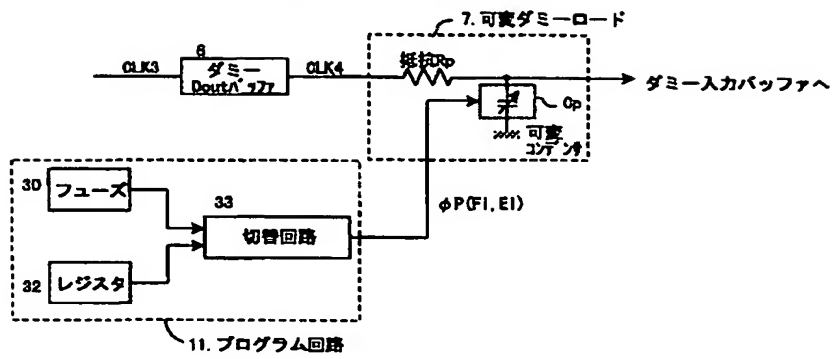 7. 可変ダミーロード
6
CLK3
ダミー
Doutバッファ
CLK4
抵抗Rp
ダミー入力バッファへ
Cp
可変
コンデンサ
30
フューズ
33
切替回路
φP(FI, EI)
32
レジスタ
11. プログラム回路